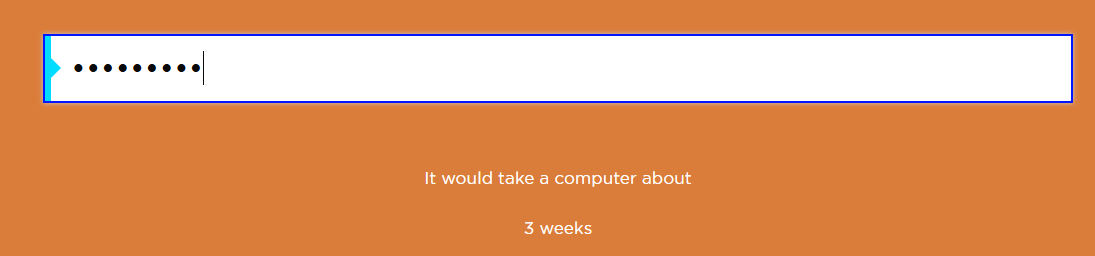 •••••••••
It would take a computer about
3 weeks